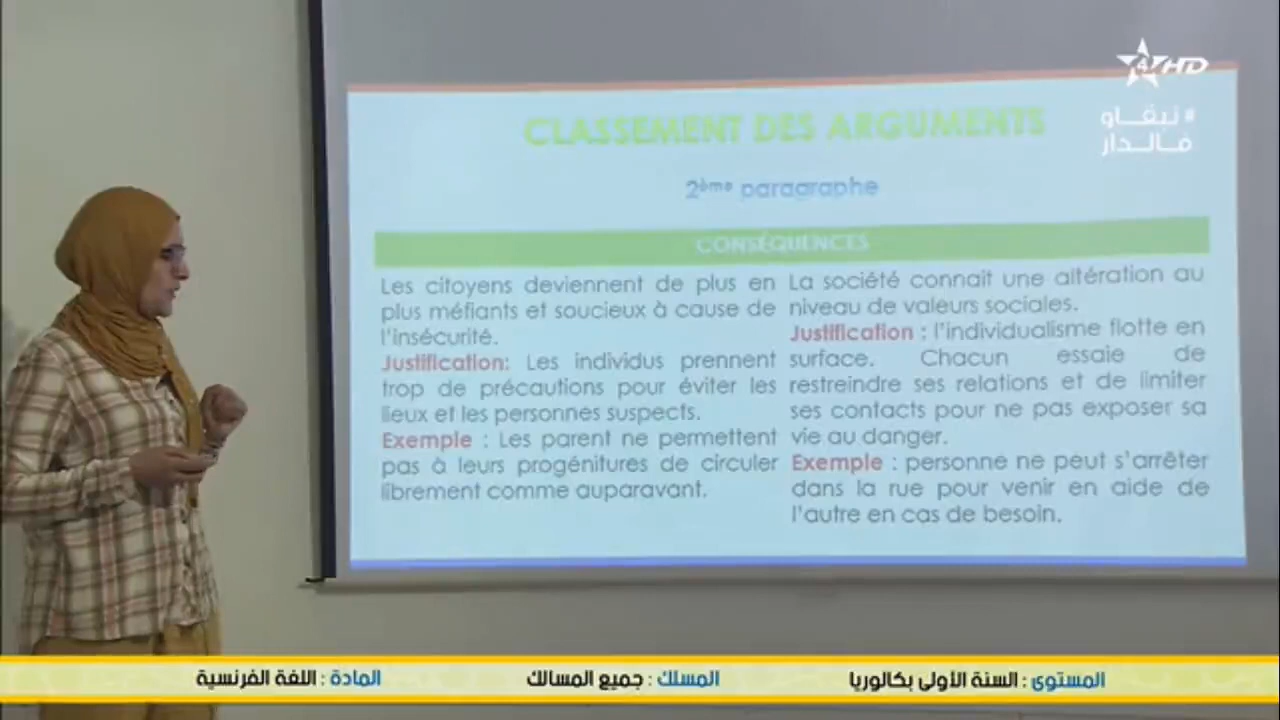 4 HD
# نبقاو
فالدار
CLASSEMENT DES ARGUMENTS
2ème paragraphe
CONSÉQUENCES
Les citoyens deviennent de plus en
plus méfiants et soucieux à cause de
l'insécurité.
Justification: Les individus prennent
trop de précautions pour éviter les
lieux et les personnes suspects.
Exemple : Les parent ne permettent
pas à leurs progénitures de circuler
librement comme auparavant.
La société connait une altération au
niveau de valeurs sociales.
Justification : l'individualisme flotte en
surface. Chacun essaie de
restreindre ses relations et de limiter
ses contacts pour ne pas exposer sa
vie au danger.
Exemple : personne ne peut s'arrêter
dans la rue pour venir en aide de
l'autre en cas de besoin.
المستوى : السنة الأولى بكالوريا
المسلك : جميع المسالك
المادة : اللغة الفرنسية